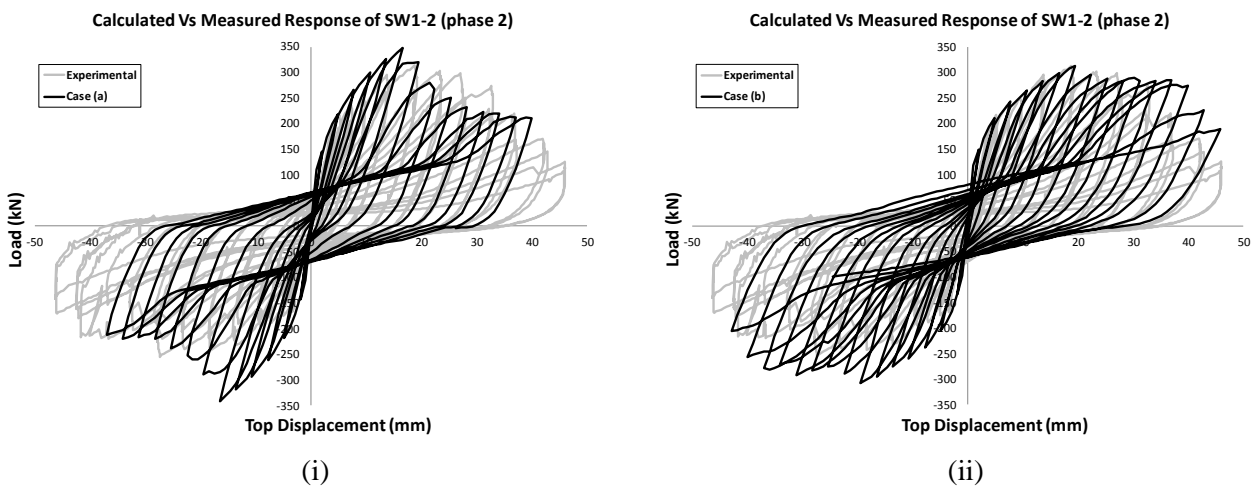 Calculated Vs Measured Response of SW1-2 (phase 2)
350
300
250
200
150
100
50
-50
-100
-150
-200
-250
-300
-350
-50 -40 -30 -20 -10 0 10 20 30 40 50
Experimental
Case (a)
Load (kN)
Top Displacement (mm)
(i)
Calculated Vs Measured Response of SW1-2 (phase 2)
350
300
250
200
150
100
50
-50
-100
-150
-200
-250
-300
-350
-50 -40 -30 -20 -10 0 10 20 30 40 50
Experimental
Case (b)
Load (kN)
Top Displacement (mm)
(ii)